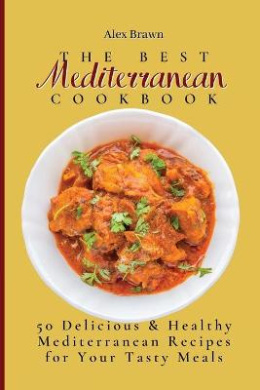 Alex Brawn
THE BEST
Mediterranean
COOKBOOK
50 Delicious & Healthy
Mediterranean Recipes
for Your Tasty Meals